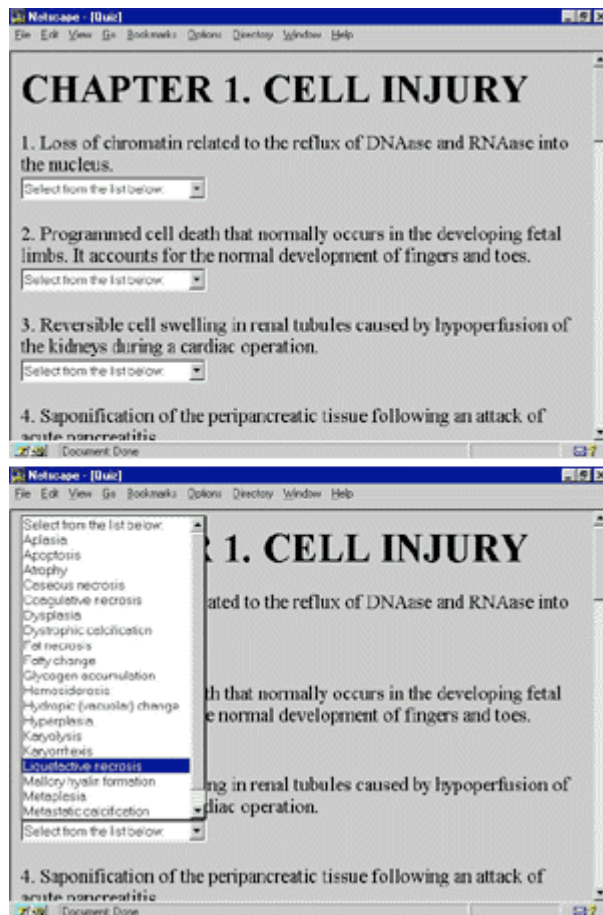 Netscape - [Quiz]
File Edit View Go Bookmarks Options Directory Window Help
CHAPTER 1. CELL INJURY
1. Loss of chromatin related to the reflux of DNAase and RNAase into
the nucleus.
Select from the list below:
2. Programmed cell death that normally occurs in the developing fetal
limbs. It accounts for the normal development of fingers and toes.
Select from the list below:
3. Reversible cell swelling in renal tubules caused by hypoperfusion of
the kidneys during a cardiac operation.
Select from the list below:
4. Saponification of the peripancreatic tissue following an attack of
acute pancreatitis
Document: Done
Netscape - [Quiz]
File Edit View Go Bookmarks Options Directory Window Help
Select from the list below:
Aplasia
Apoptosis
Atrophy
Caseous necrosis
Coagulative necrosis
Dysplasia
Dystrophic calcification
Fat necrosis
Fatty change
Glycogen accumulation
Hemosiderosis
Hydropic (vacuolar) change
Hyperplasia
Karyolysis
Karyorrhexis
Liquefactive necrosis
Mallory hyalin formation
Metaplasia
Metastatic calcification
R 1. CELL INJURY
ated to the reflux of DNAase and RNAase into
th that normally occurs in the developing fetal
e normal development of fingers and toes.
ng in renal tubules caused by hypoperfusion of
diac operation.
Select from the list below:
4. Saponification of the peripancreatic tissue following an attack of
acute pancreatitis
Document: Done